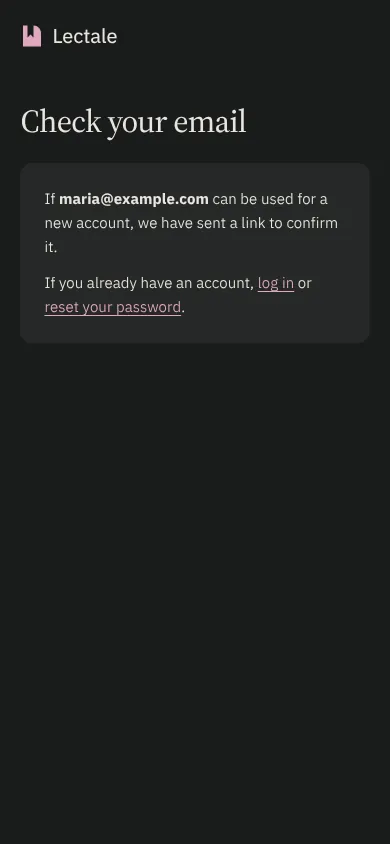 Lectale
Check your email
If maria@example.com can be used for a
new account, we have sent a link to confirm
it.
If you already have an account, log in or
reset your password.